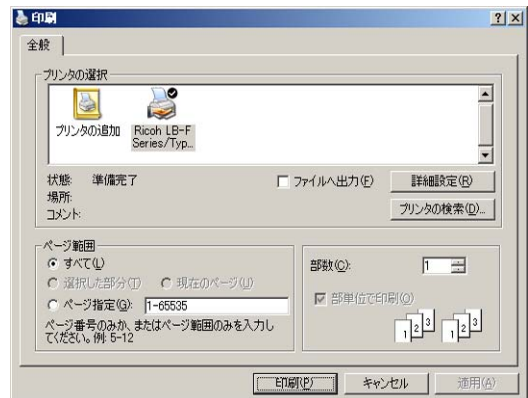 印刷
全般
プリンタの選択
プリンタの追加
Ricoh LB-F Series/Typ...
状態: 準備完了
場所:
コメント:
ファイルへ出力(F)
詳細設定(R)
プリンタの検索(D)...
ページ範囲
すべて(L)
選択した部分(T) 現在のページ(U)
ページ指定(G): 1-65535
ページ番号のみか、またはページ範囲のみを入力し
てください。例: 5-12
部数(C): 1
部単位で印刷(O)
1 2 3 1 2 3
印刷(P) キャンセル 適用(A)